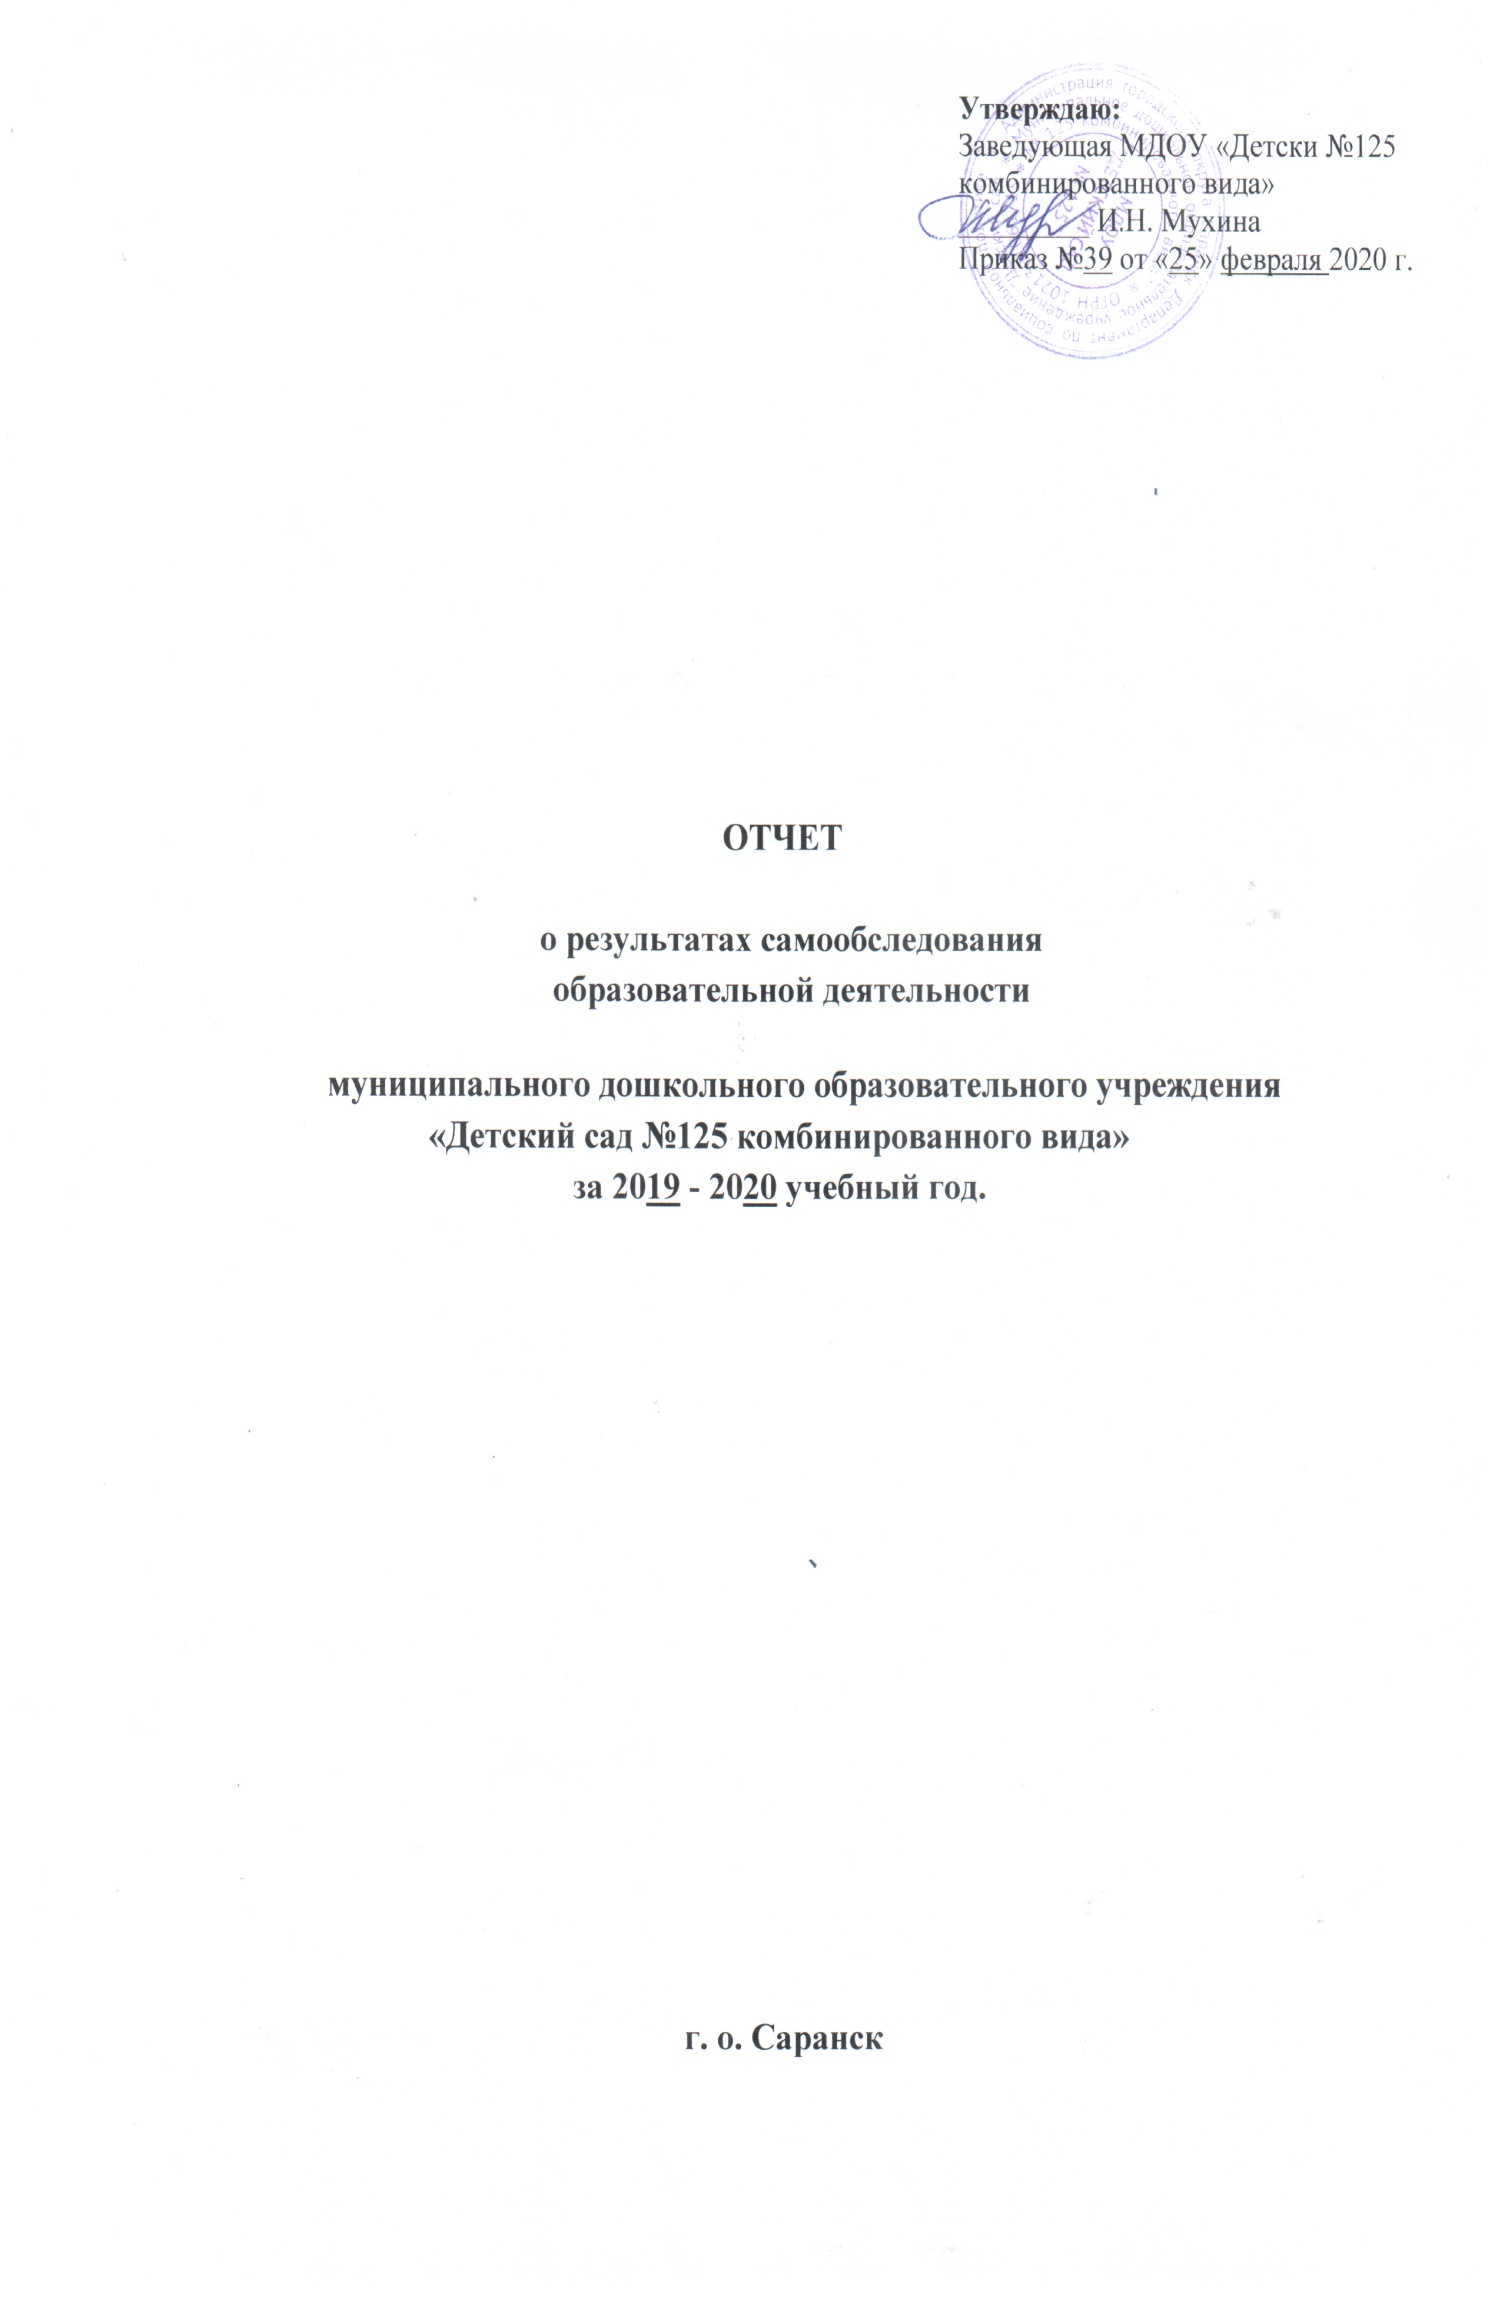 Утверждаю:
Заведующая МДОУ «Детски №125
комбинированного вида»
И.Н. Мухина
Приказ №39 от «25» февраля 2020 г.
ОТЧЕТ
о результатах самообследования
образовательной деятельности
муниципального дошкольного образовательного учреждения
«Детский сад №125 комбинированного вида»
за 2019 - 2020 учебный год.
г. о. Саранск